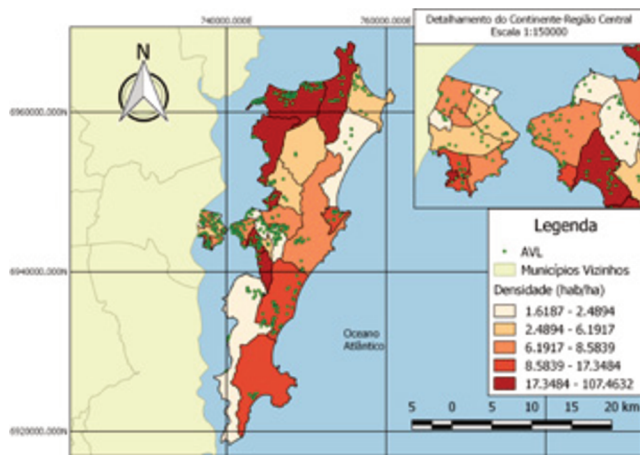 740000.000E
760000.000E
Detalhamento do Continente-Região Central
Escala 1:150000
N
6960000.000N
6940000.000N
6920000.000N
Oceano
Atlântico
Legenda
AVL
Municípios Vizinhos
Densidade (hab/ha)
1.6187 - 2.4894
2.4894 - 6.1917
6.1917 - 8.5839
8.5839 - 17.3484
17.3484 - 107.4632
5 0 5 10 15 20 km